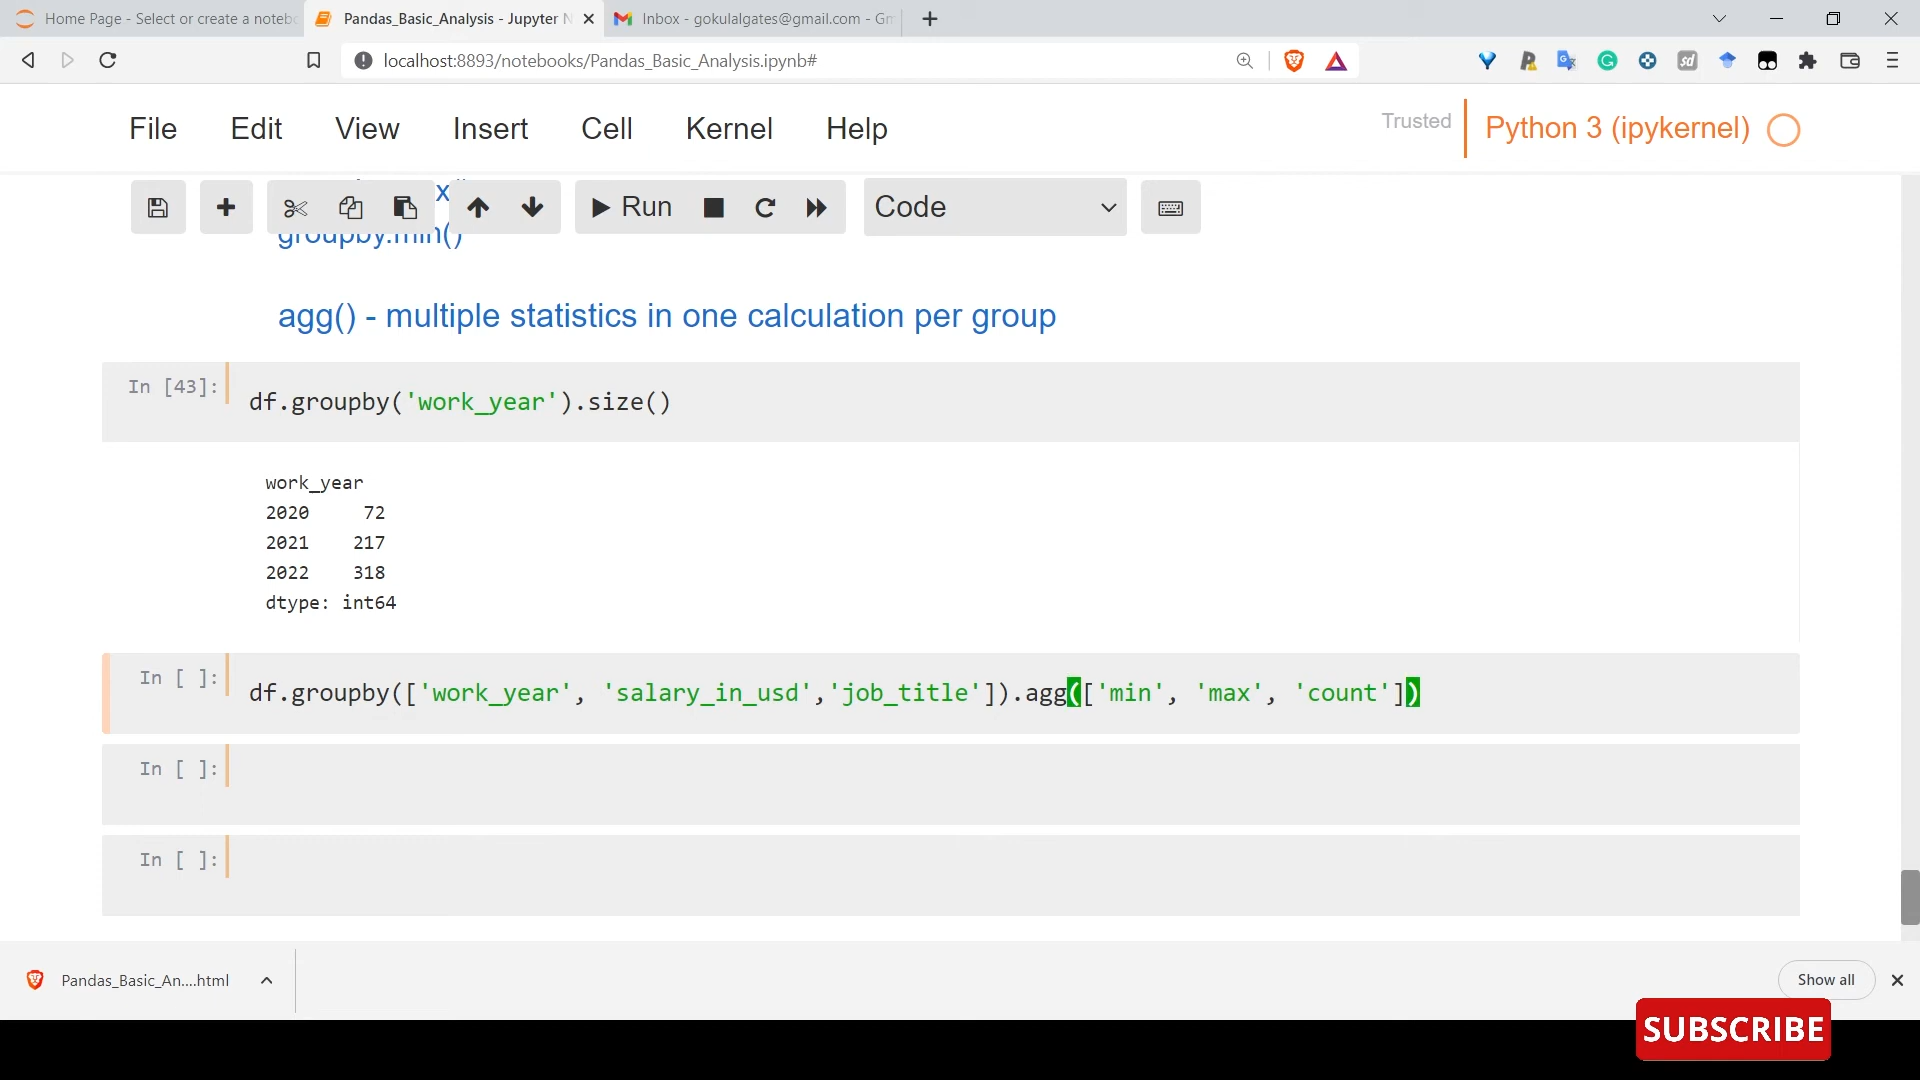 Home Page - Select or create a noteb
Pandas_Basic_Analysis - Jupyter N
Inbox - gokulalgates@gmail.com - Gm
localhost:8893/notebooks/Pandas_Basic_Analysis.ipynb#
File Edit View Insert Cell Kernel Help
Trusted
Python 3 (ipykernel)
Run
Code
groupby.min()
agg() - multiple statistics in one calculation per group
In [43]:
df.groupby('work_year').size()
work_year
2020 72
2021 217
2022 318
dtype: int64
In [ ]:
df.groupby(['work_year', 'salary_in_usd','job_title']).agg(['min', 'max', 'count'])
In [ ]:
In [ ]:
Pandas_Basic_An....html
Show all
SUBSCRIBE